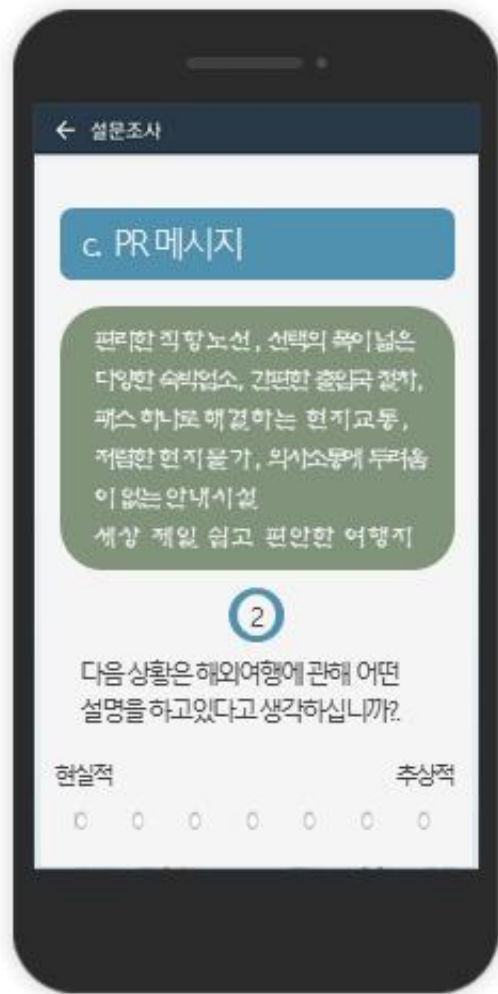 ← 설문조사
c. PR 메시지
편리한 직항 노선, 선택의 폭이 넓은
다양한 숙박업소, 간편한 출입국 절차,
패스 하나로 해결하는 현지교통,
저렴한 현지 물가, 의사소통에 두려움
이 없는 안내시설
세상 제일 쉽고 편안한 여행지
2
다음 상황은 해외여행에 관해 어떤
설명을 하고있다고 생각하십니까?.
현실적 추상적